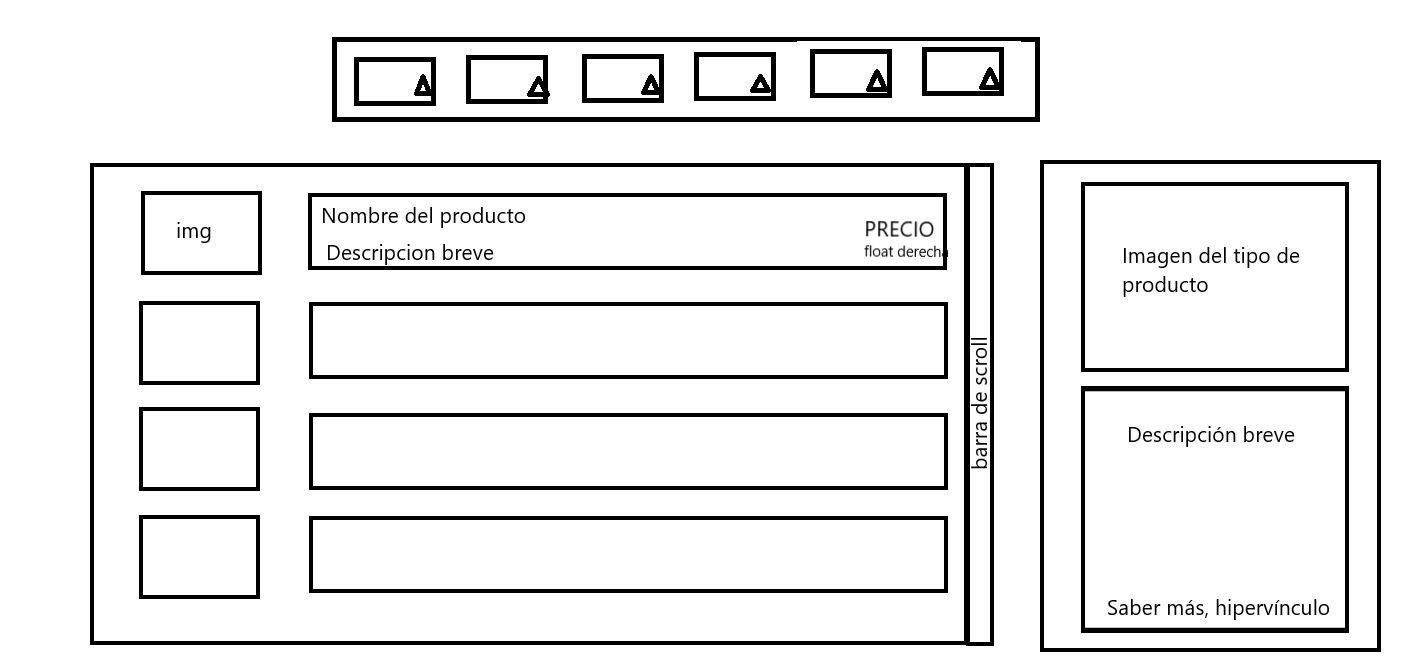 img
Nombre del producto
Descripcion breve
PRECIO
float derecha
barra de scroll
Imagen del tipo de
producto
Descripción breve
Saber más, hipervínculo